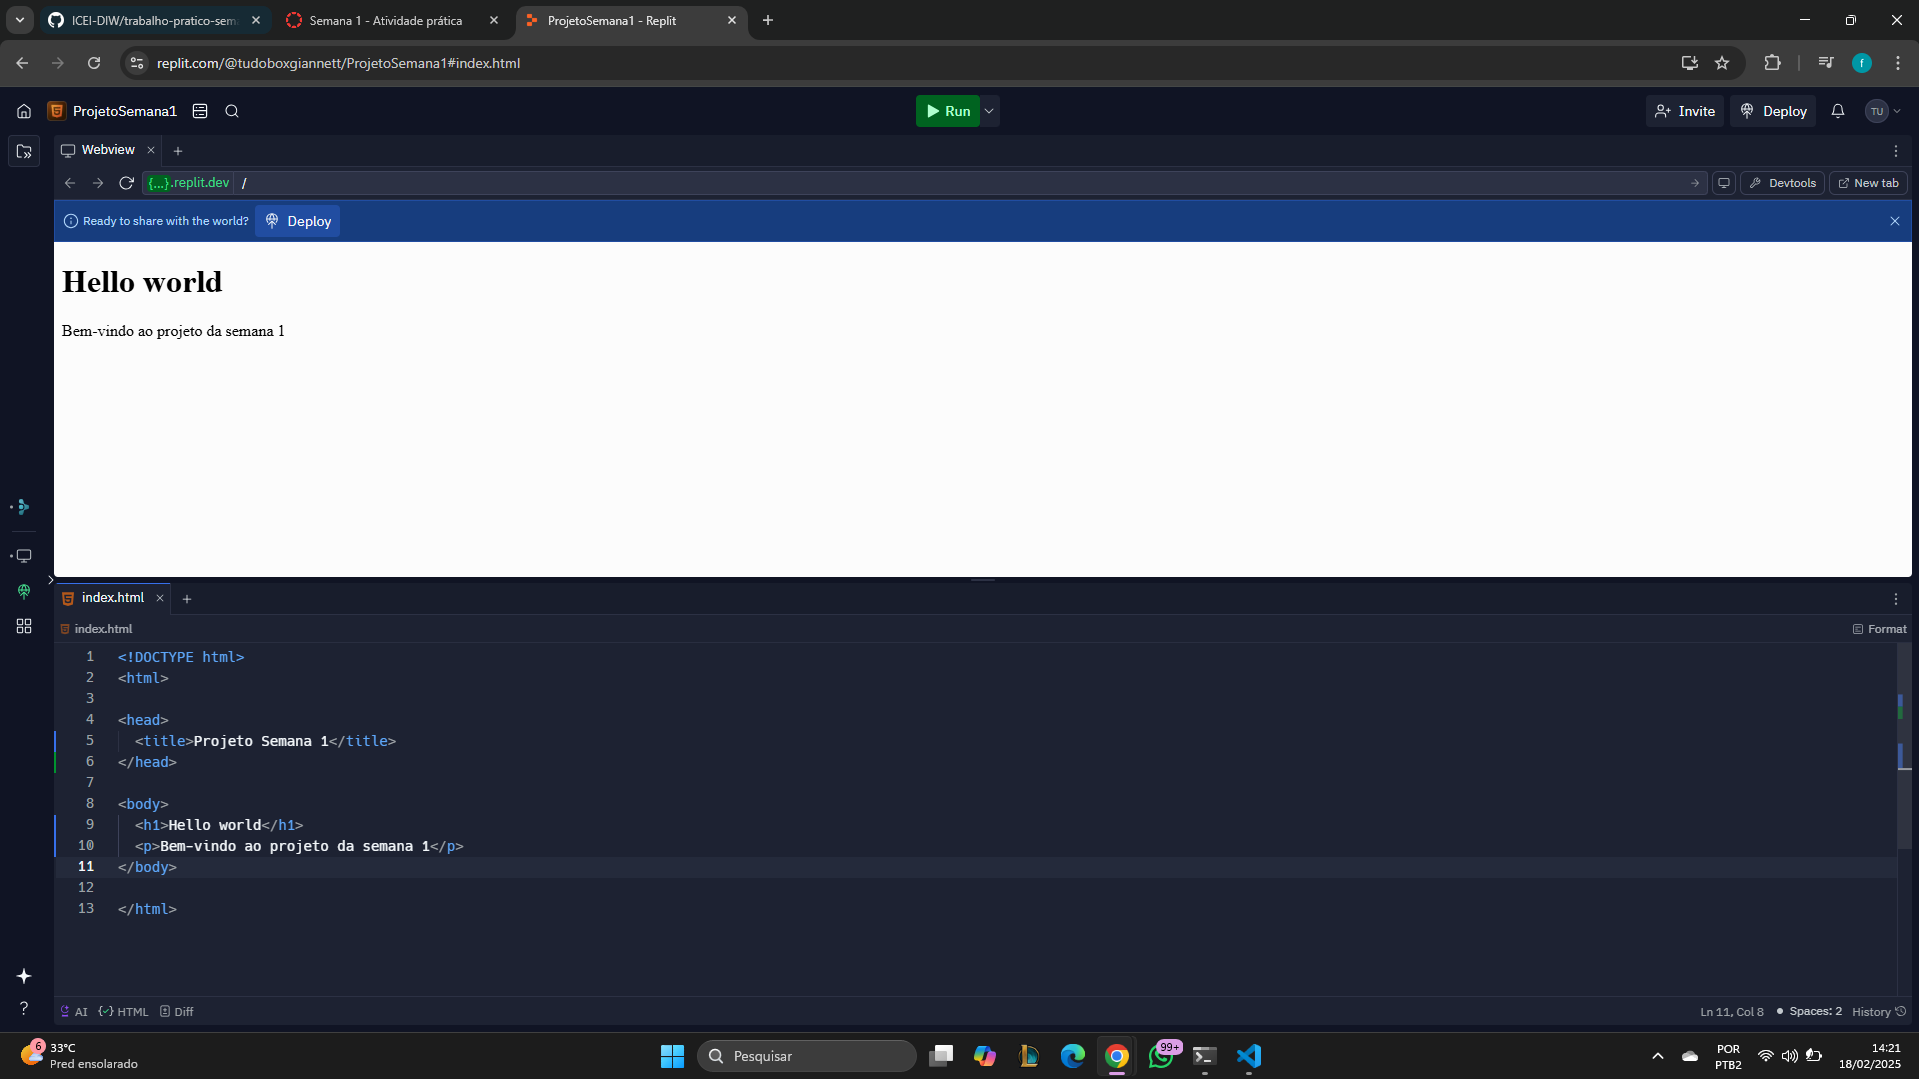 ICEI-DIW/trabalho-pratico-sem
Semana 1 - Atividade prática
ProjetoSemana1 - Replit
replit.com/@tudoboxgiannett/ProjetoSemana1#index.html
f
ProjetoSemana1
Run
Invite
Deploy
TU
Webview
{...}.replit.dev /
Devtools
New tab
Ready to share with the world?
Deploy
Hello world
Bem-vindo ao projeto da semana 1
index.html
index.html
Format
1 <!DOCTYPE html>
2 <html>
3
4 <head>
5 <title>Projeto Semana 1</title>
6 </head>
7
8 <body>
9 <h1>Hello world</h1>
10 <p>Bem-vindo ao projeto da semana 1</p>
11 </body>
12
13 </html>
AI
HTML
Diff
Ln 11, Col 8
Spaces: 2
History
6
33°C
Pred ensolarado
Pesquisar
99+
POR
PTB2
14:21
18/02/2025